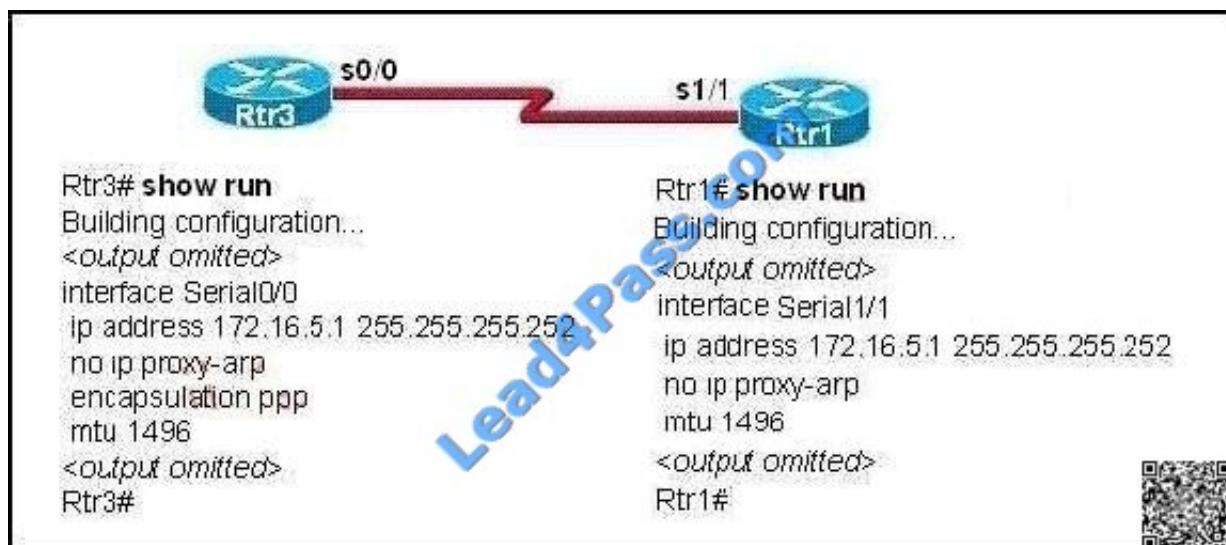 s0/0
s1/1
Rtr3
Rtr1
Rtr3# show run
Building configuration...
<output omitted>
interface Serial0/0
ip address 172.16.5.1 255.255.255.252
no ip proxy-arp
encapsulation ppp
mtu 1496
<output omitted>
Rtr3#
Rtr1# show run
Building configuration...
<output omitted>
interface Serial1/1
ip address 172.16.5.1 255.255.255.252
no ip proxy-arp
mtu 1496
<output omitted>
Rtr1#
Lead4Pass.com